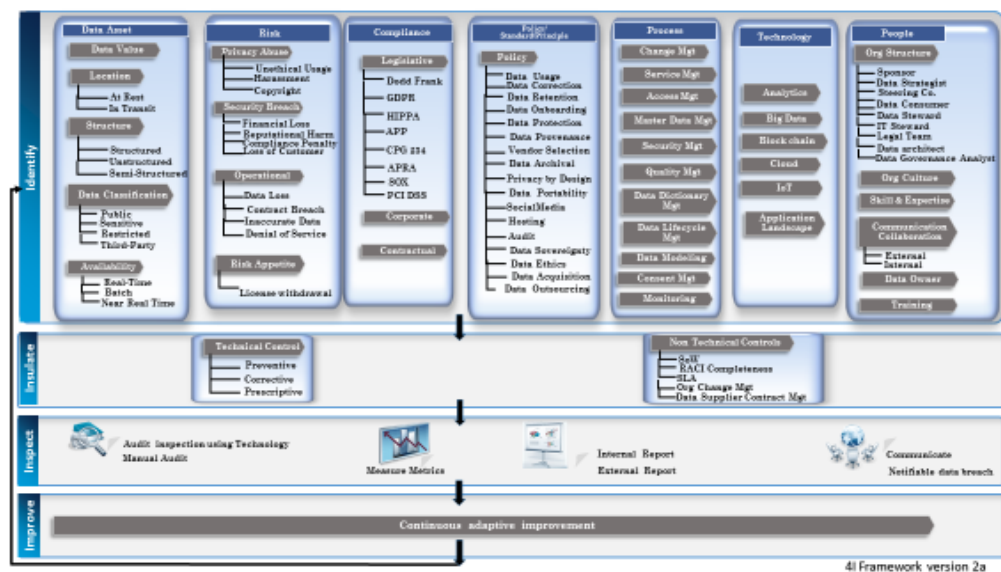 Identify
Data Asset
Data Value
Location
At Rest
In Transit
Structure
Structured
Unstructured
Semi-Structured
Data Classification
Public
Sensitive
Restricted
Third-Party
Availability
Real-Time
Batch
Near Real Time
Risk
Privacy Abuse
Unethical Usage
Harassment
Copyright
Security Breach
Financial Loss
Reputational Harm
Compliance Penalty
Loss of Customer
Operational
Data Loss
Contract Breach
Inaccurate Data
Denial of Service
Risk Appetite
License withdrawal
Compliance
Legislative
Dodd Frank
GDPR
HIPPA
APP
CPG 234
APRA
SOX
PCI DSS
Corporate
Contractual
Policy/
Standard/Principle
Policy
Data Usage
Data Correction
Data Retention
Data Onboarding
Data Protection
Data Provenance
Vendor Selection
Data Archival
Privacy by Design
Data Portability
SocialMedia
Hosting
Audit
Data Sovereignty
Data Ethics
Data Acquisition
Data Outsourcing
Process
Change Mgt
Service Mgt
Access Mgt
Master Data Mgt
Security Mgt
Quality Mgt
Data Dictionary
Mgt
Data Lifecycle
Mgt
Data Modeling
Consent Mgt
Monitoring
Technology
Analytics
Big Data
Block chain
Cloud
IoT
Application
Landscape
People
Org Structure
Sponsor
Data Strategist
Steering Co.
Data Consumer
Data Steward
IT Steward
Legal Team
Data architect
Data Governance Analyst
Org Culture
Skill & Expertise
Communication
Collaboration
External
Internal
Data Owner
Training
Insulate
Technical Control
Preventive
Corrective
Prescriptive
Non Technical Controls
SoW
RACI Completeness
SLA
Org Change Mgt
Data Supplier Contract Mgt
Inspect
Audit Inspection using Technology
Manual Audit
Measure Metrics
Internal Report
External Report
Communicate
Notifiable data breach
Improve
Continuous adaptive improvement
4I Framework version 2a